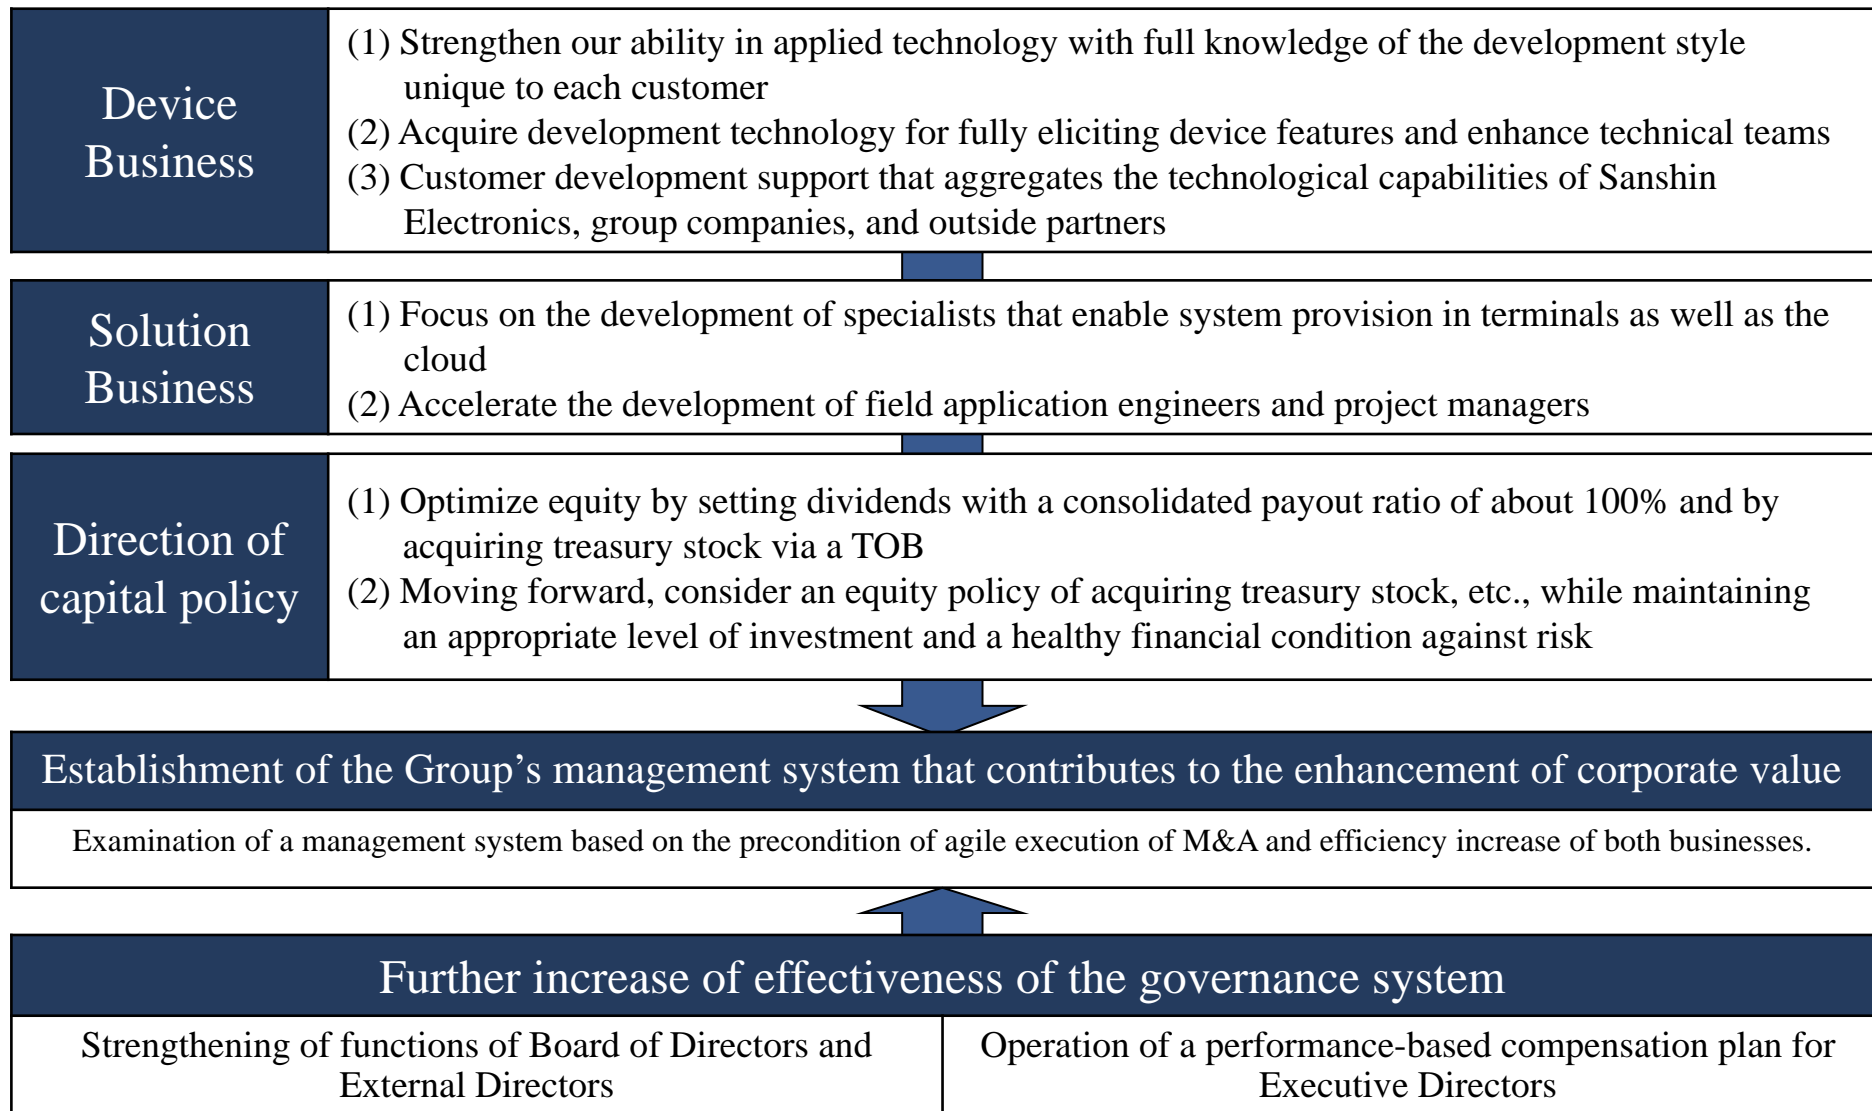 Device
Business
(1) Strengthen our ability in applied technology with full knowledge of the development style
unique to each customer
(2) Acquire development technology for fully eliciting device features and enhance technical teams
(3) Customer development support that aggregates the technological capabilities of Sanshin
Electronics, group companies, and outside partners
Solution
Business
(1) Focus on the development of specialists that enable system provision in terminals as well as the
cloud
(2) Accelerate the development of field application engineers and project managers
Direction of
capital policy
(1) Optimize equity by setting dividends with a consolidated payout ratio of about 100% and by
acquiring treasury stock via a TOB
(2) Moving forward, consider an equity policy of acquiring treasury stock, etc., while maintaining
an appropriate level of investment and a healthy financial condition against risk
Establishment of the Group’s management system that contributes to the enhancement of corporate value
Examination of a management system based on the precondition of agile execution of M&A and efficiency increase of both businesses.
Further increase of effectiveness of the governance system
Strengthening of functions of Board of Directors and
External Directors
Operation of a performance-based compensation plan for
Executive Directors